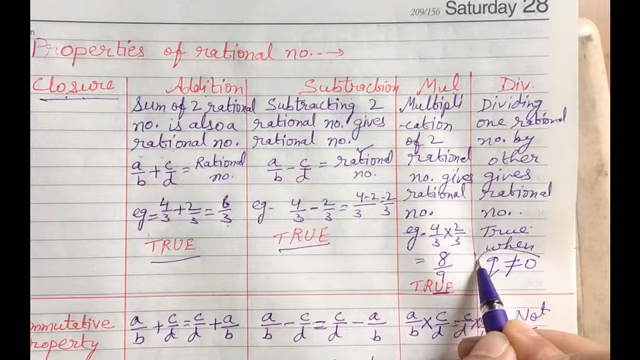 209/156 Saturday 28
Properties of rational no. →
Closure
Addition
Sum of 2 rational
no. is also a
rational no.
a/b + c/d = Rational no.
eg = 4/3 + 2/3 = 6/3
TRUE
Subtraction
Subtracting 2
rational no. gives
rational no.
a/b - c/d = rational no.
eg- 4/3 - 2/3 = 4-2/3 = 2/3
TRUE
Mul
Multipli
-cation
of 2
rational
no. gives
rational
no.
eg. 4/3 × 2/3
= 8/9
TRUE
Div.
Dividing
one rational
no. by
other
gives
rational
no..
True
when
q ≠ 0
mmutative
roperty
a/b + c/d = c/d + a/b
a/b - c/d = c/d - a/b
a/b × c/d = c/d ×
Not